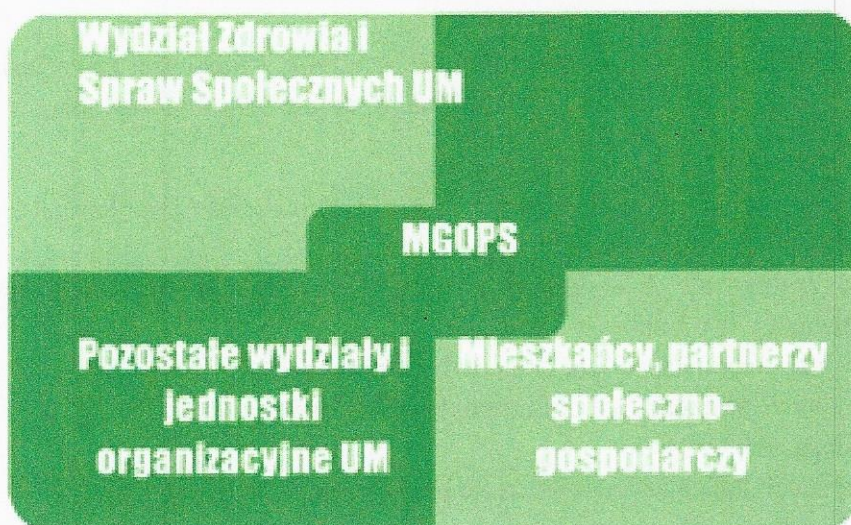 Wydział Zdrowia i
Spraw Społecznych UM
MGOPS
Pozostałe wydziały i
jednostki
organizacyjne UM
Mieszkańcy, partnerzy
społeczno-
gospodarczy